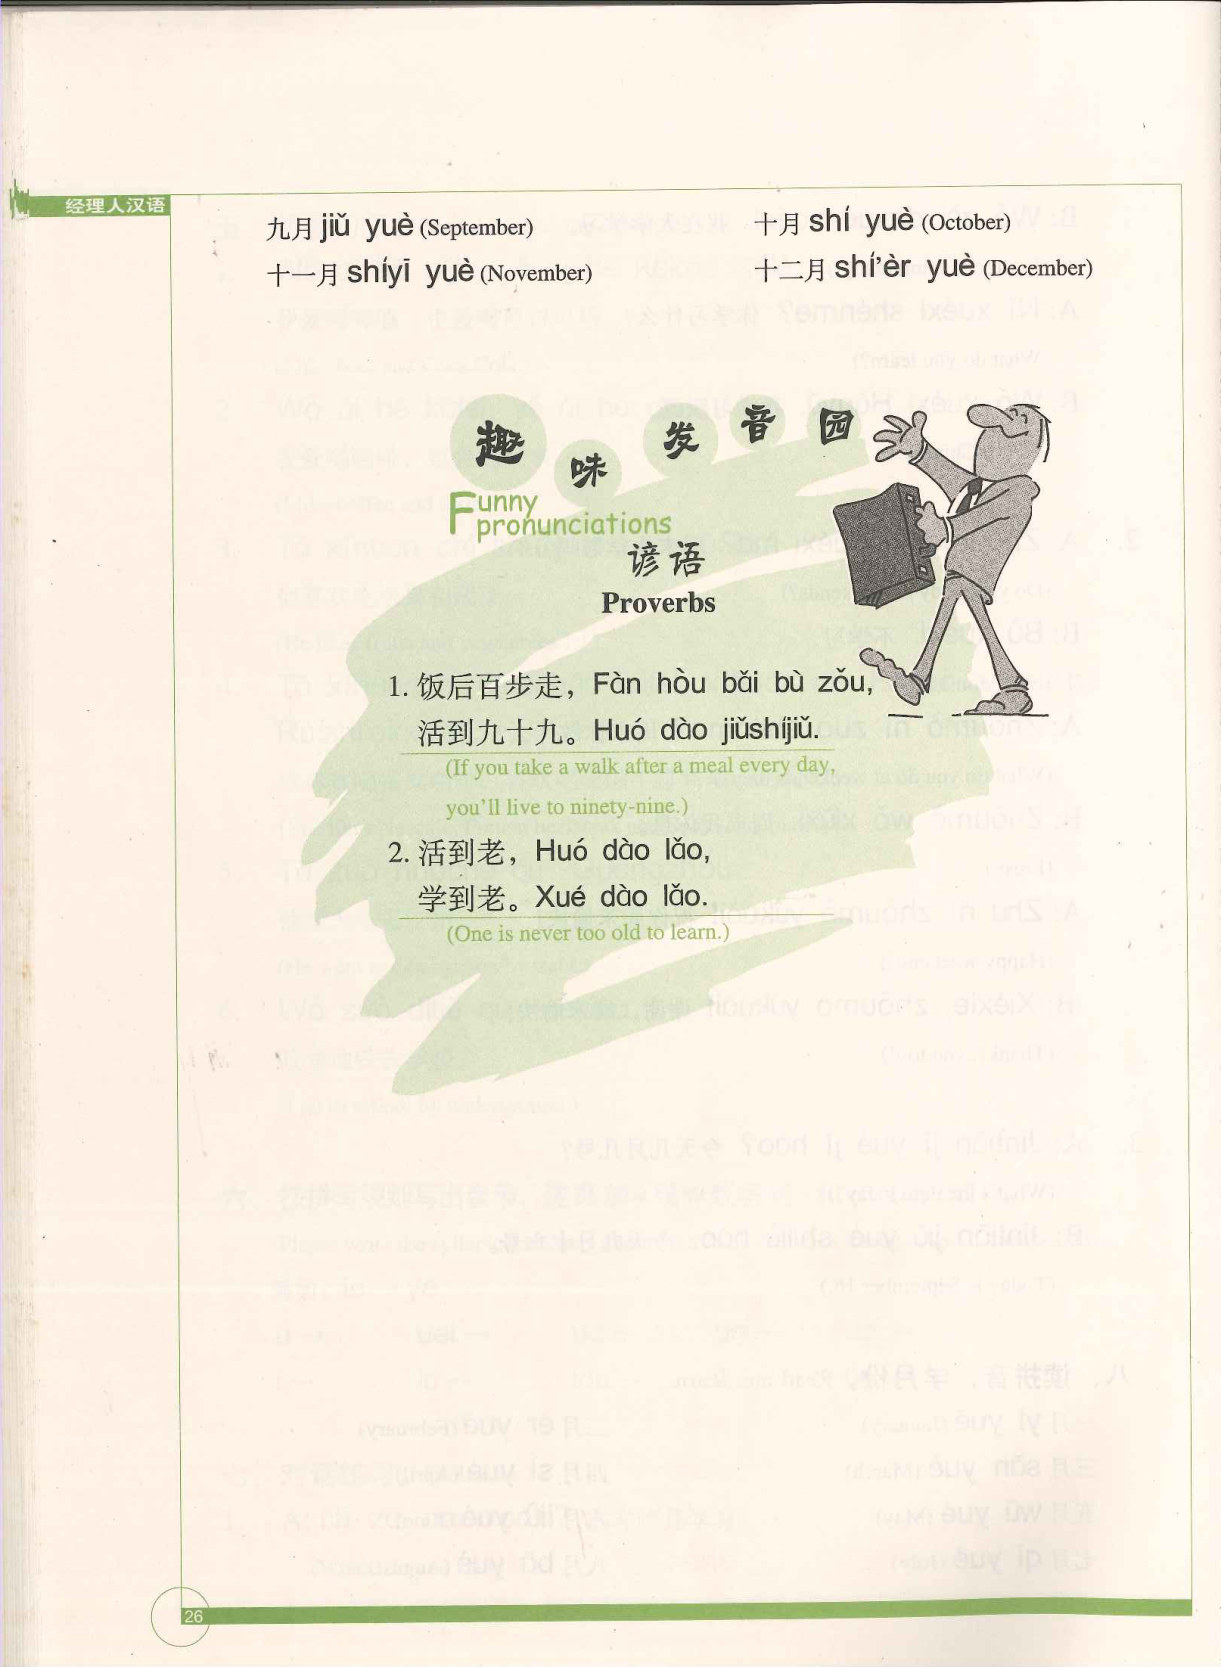 经理人汉语
九月 jiǔ yuè (September) 十月 shí yuè (October)
十一月 shíyī yuè (November) 十二月 shí'èr yuè (December)
趣味发音园
Funny
pronunciations
谚语
Proverbs
1. 饭后百步走，Fàn hòu bǎi bù zǒu,
活到九十九。Huó dào jiǔshíjiǔ.
(If you take a walk after a meal every day,
you'll live to ninety-nine.)
2. 活到老，Huó dào lǎo,
学到老。Xué dào lǎo.
(One is never too old to learn.)
26